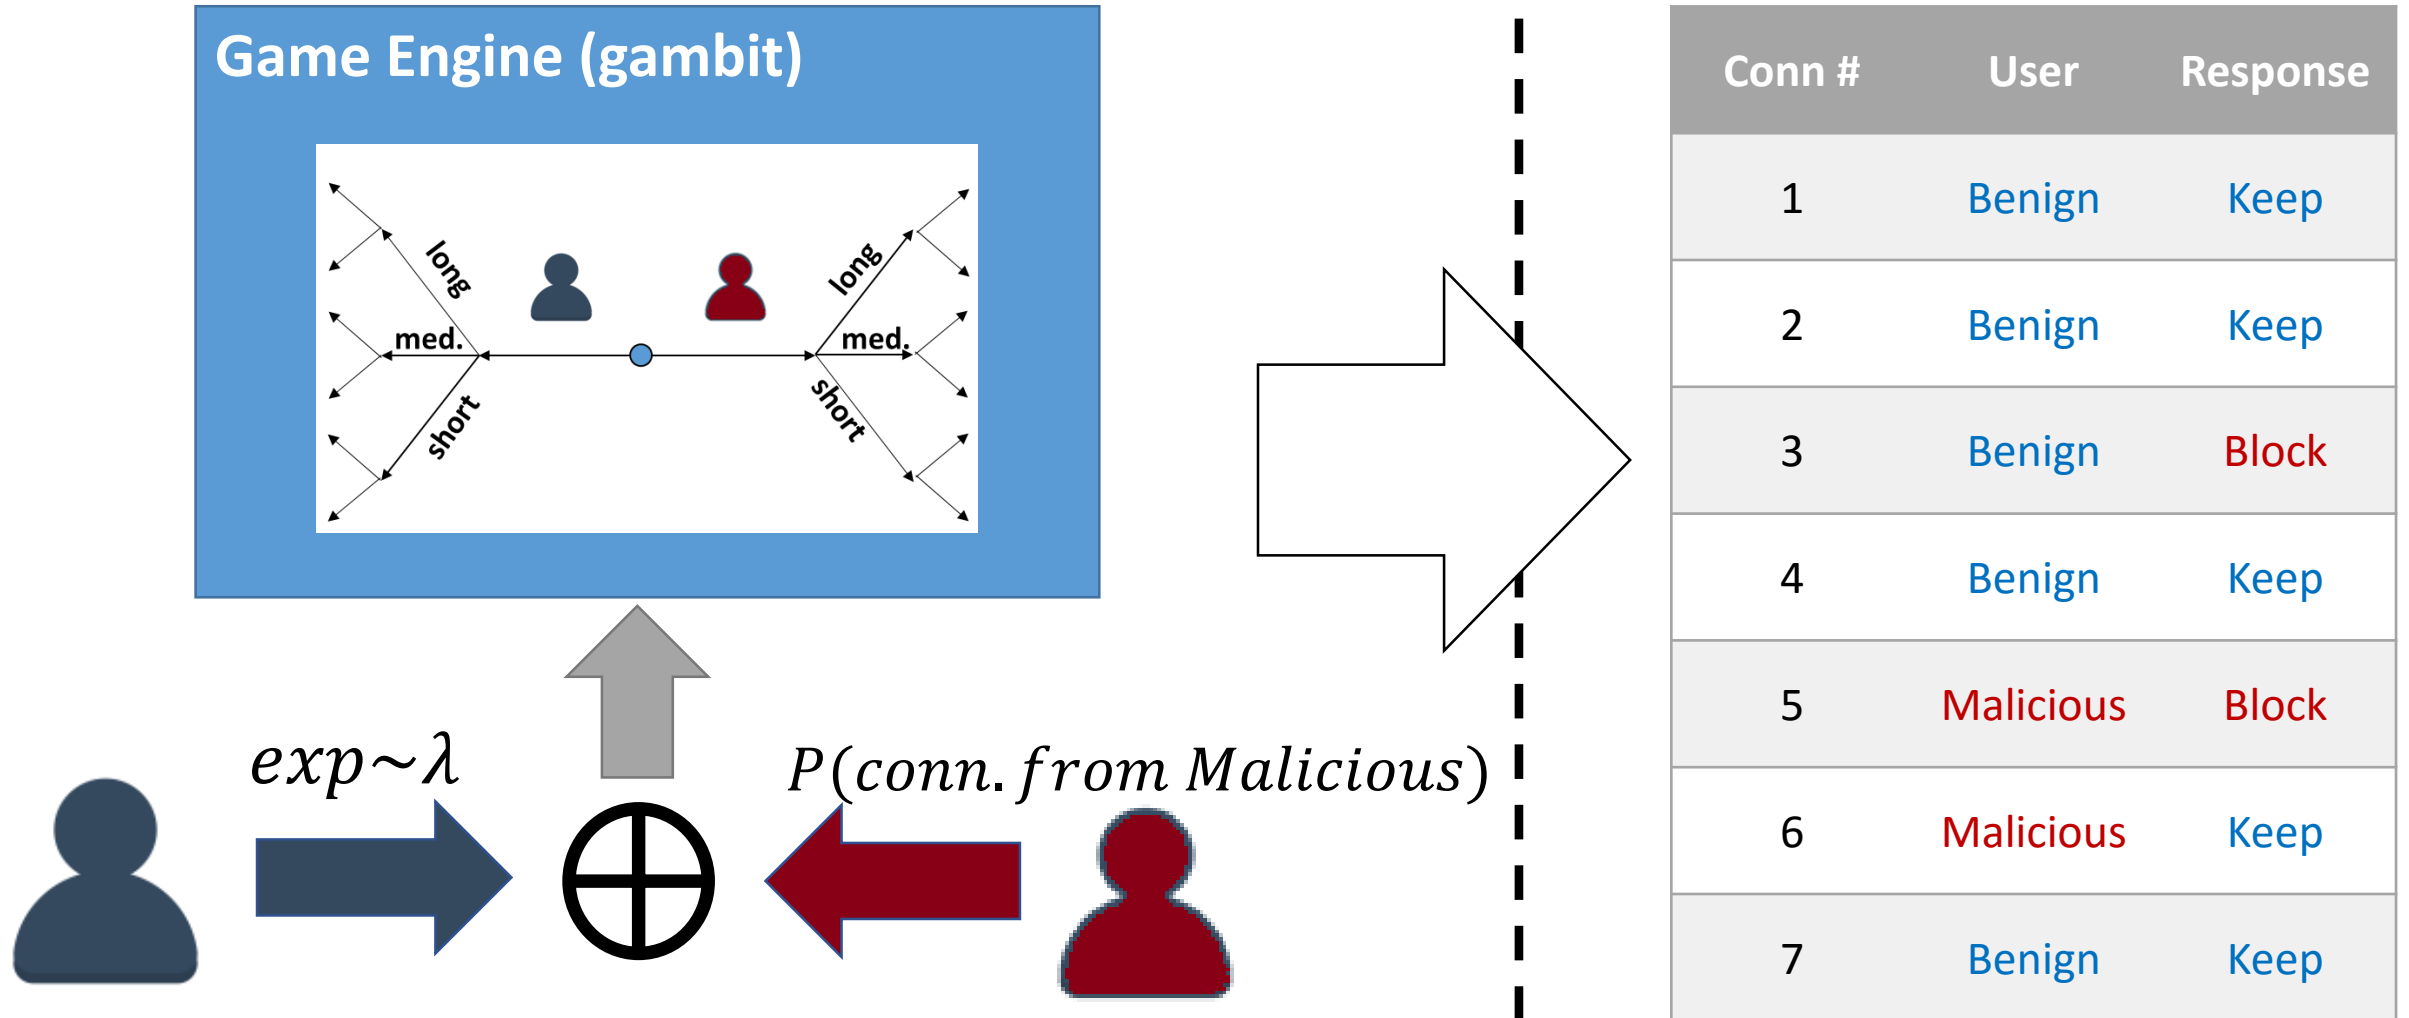 Game Engine (gambit)
long
long
med.
med.
short
short
exp~λ
P(conn. from Malicious)
Conn # User Response
1 Benign Keep
2 Benign Keep
3 Benign Block
4 Benign Keep
5 Malicious Block
6 Malicious Keep
7 Benign Keep